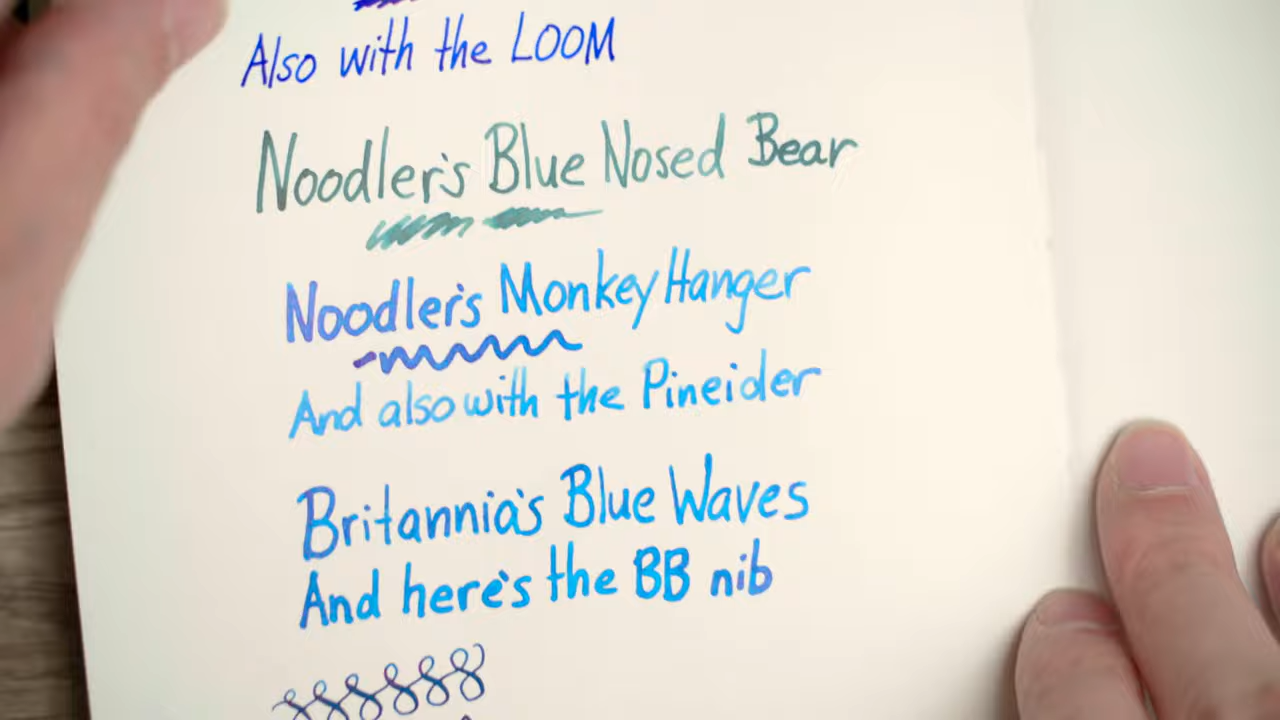 Also with the LOOM
Noodler's Blue Nosed Bear
Noodler's Monkey Hanger
And also with the Pineider
Britannia's Blue Waves
And here's the BB nib